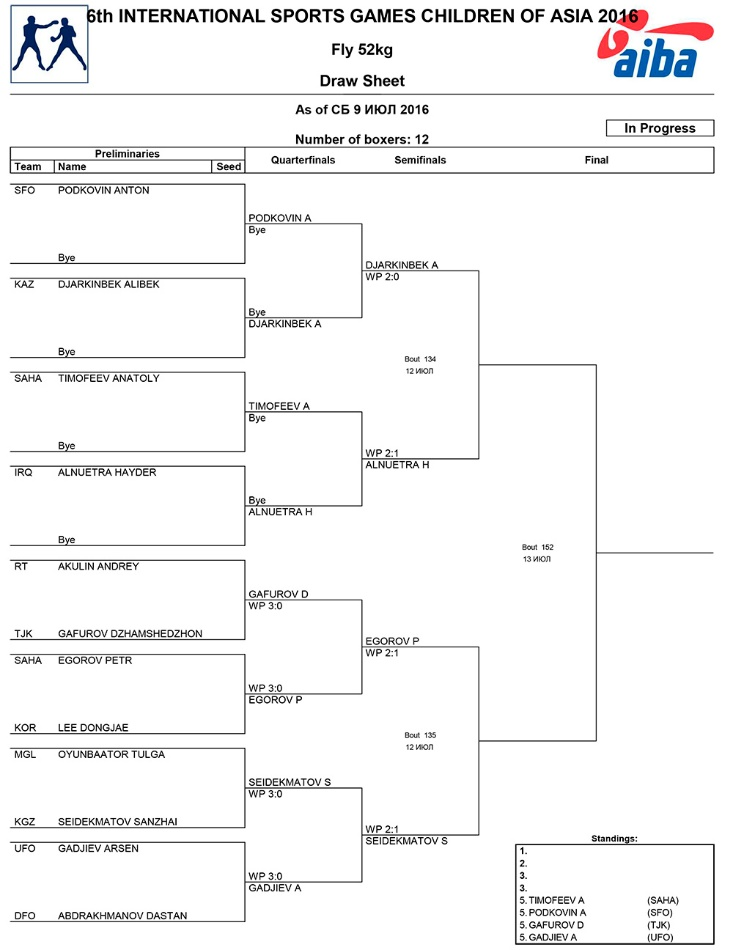 6th INTERNATIONAL SPORTS GAMES CHILDREN OF ASIA 2016
aiba
Fly 52kg
Draw Sheet
As of СБ 9 ИЮЛ 2016
In Progress
Number of boxers: 12
Preliminaries
Quarterfinals Semifinals Final
Team Name Seed
SFO PODKOVIN ANTON
PODKOVIN A
Bye
Bye
DJARKINBEK A
WP 2:0
KAZ DJARKINBEK ALIBEK
Bye
DJARKINBEK A
Bye
Bout 134
12 ИЮЛ
SAHA TIMOFEEV ANATOLY
TIMOFEEV A
Bye
Bye
WP 2:1
ALNUETRA H
IRQ ALNUETRA HAYDER
Bye
ALNUETRA H
Bye
Bout 152
13 ИЮЛ
RT AKULIN ANDREY
GAFUROV D
WP 3:0
TJK GAFUROV DZHAMSHEDZHON
EGOROV P
WP 2:1
SAHA EGOROV PETR
WP 3:0
EGOROV P
KOR LEE DONGJAE
Bout 135
12 ИЮЛ
MGL OYUNBAATOR TULGA
SEIDEKMATOV S
WP 3:0
KGZ SEIDEKMATOV SANZHAI
WP 2:1
SEIDEKMATOV S
UFO GADJIEV ARSEN
WP 3:0
GADJIEV A
DFO ABDRAKHMANOV DASTAN
Standings:
1.
2.
3.
3.
5. TIMOFEEV A (SAHA)
5. PODKOVIN A (SFO)
5. GAFUROV D (TJK)
5. GADJIEV A (UFO)